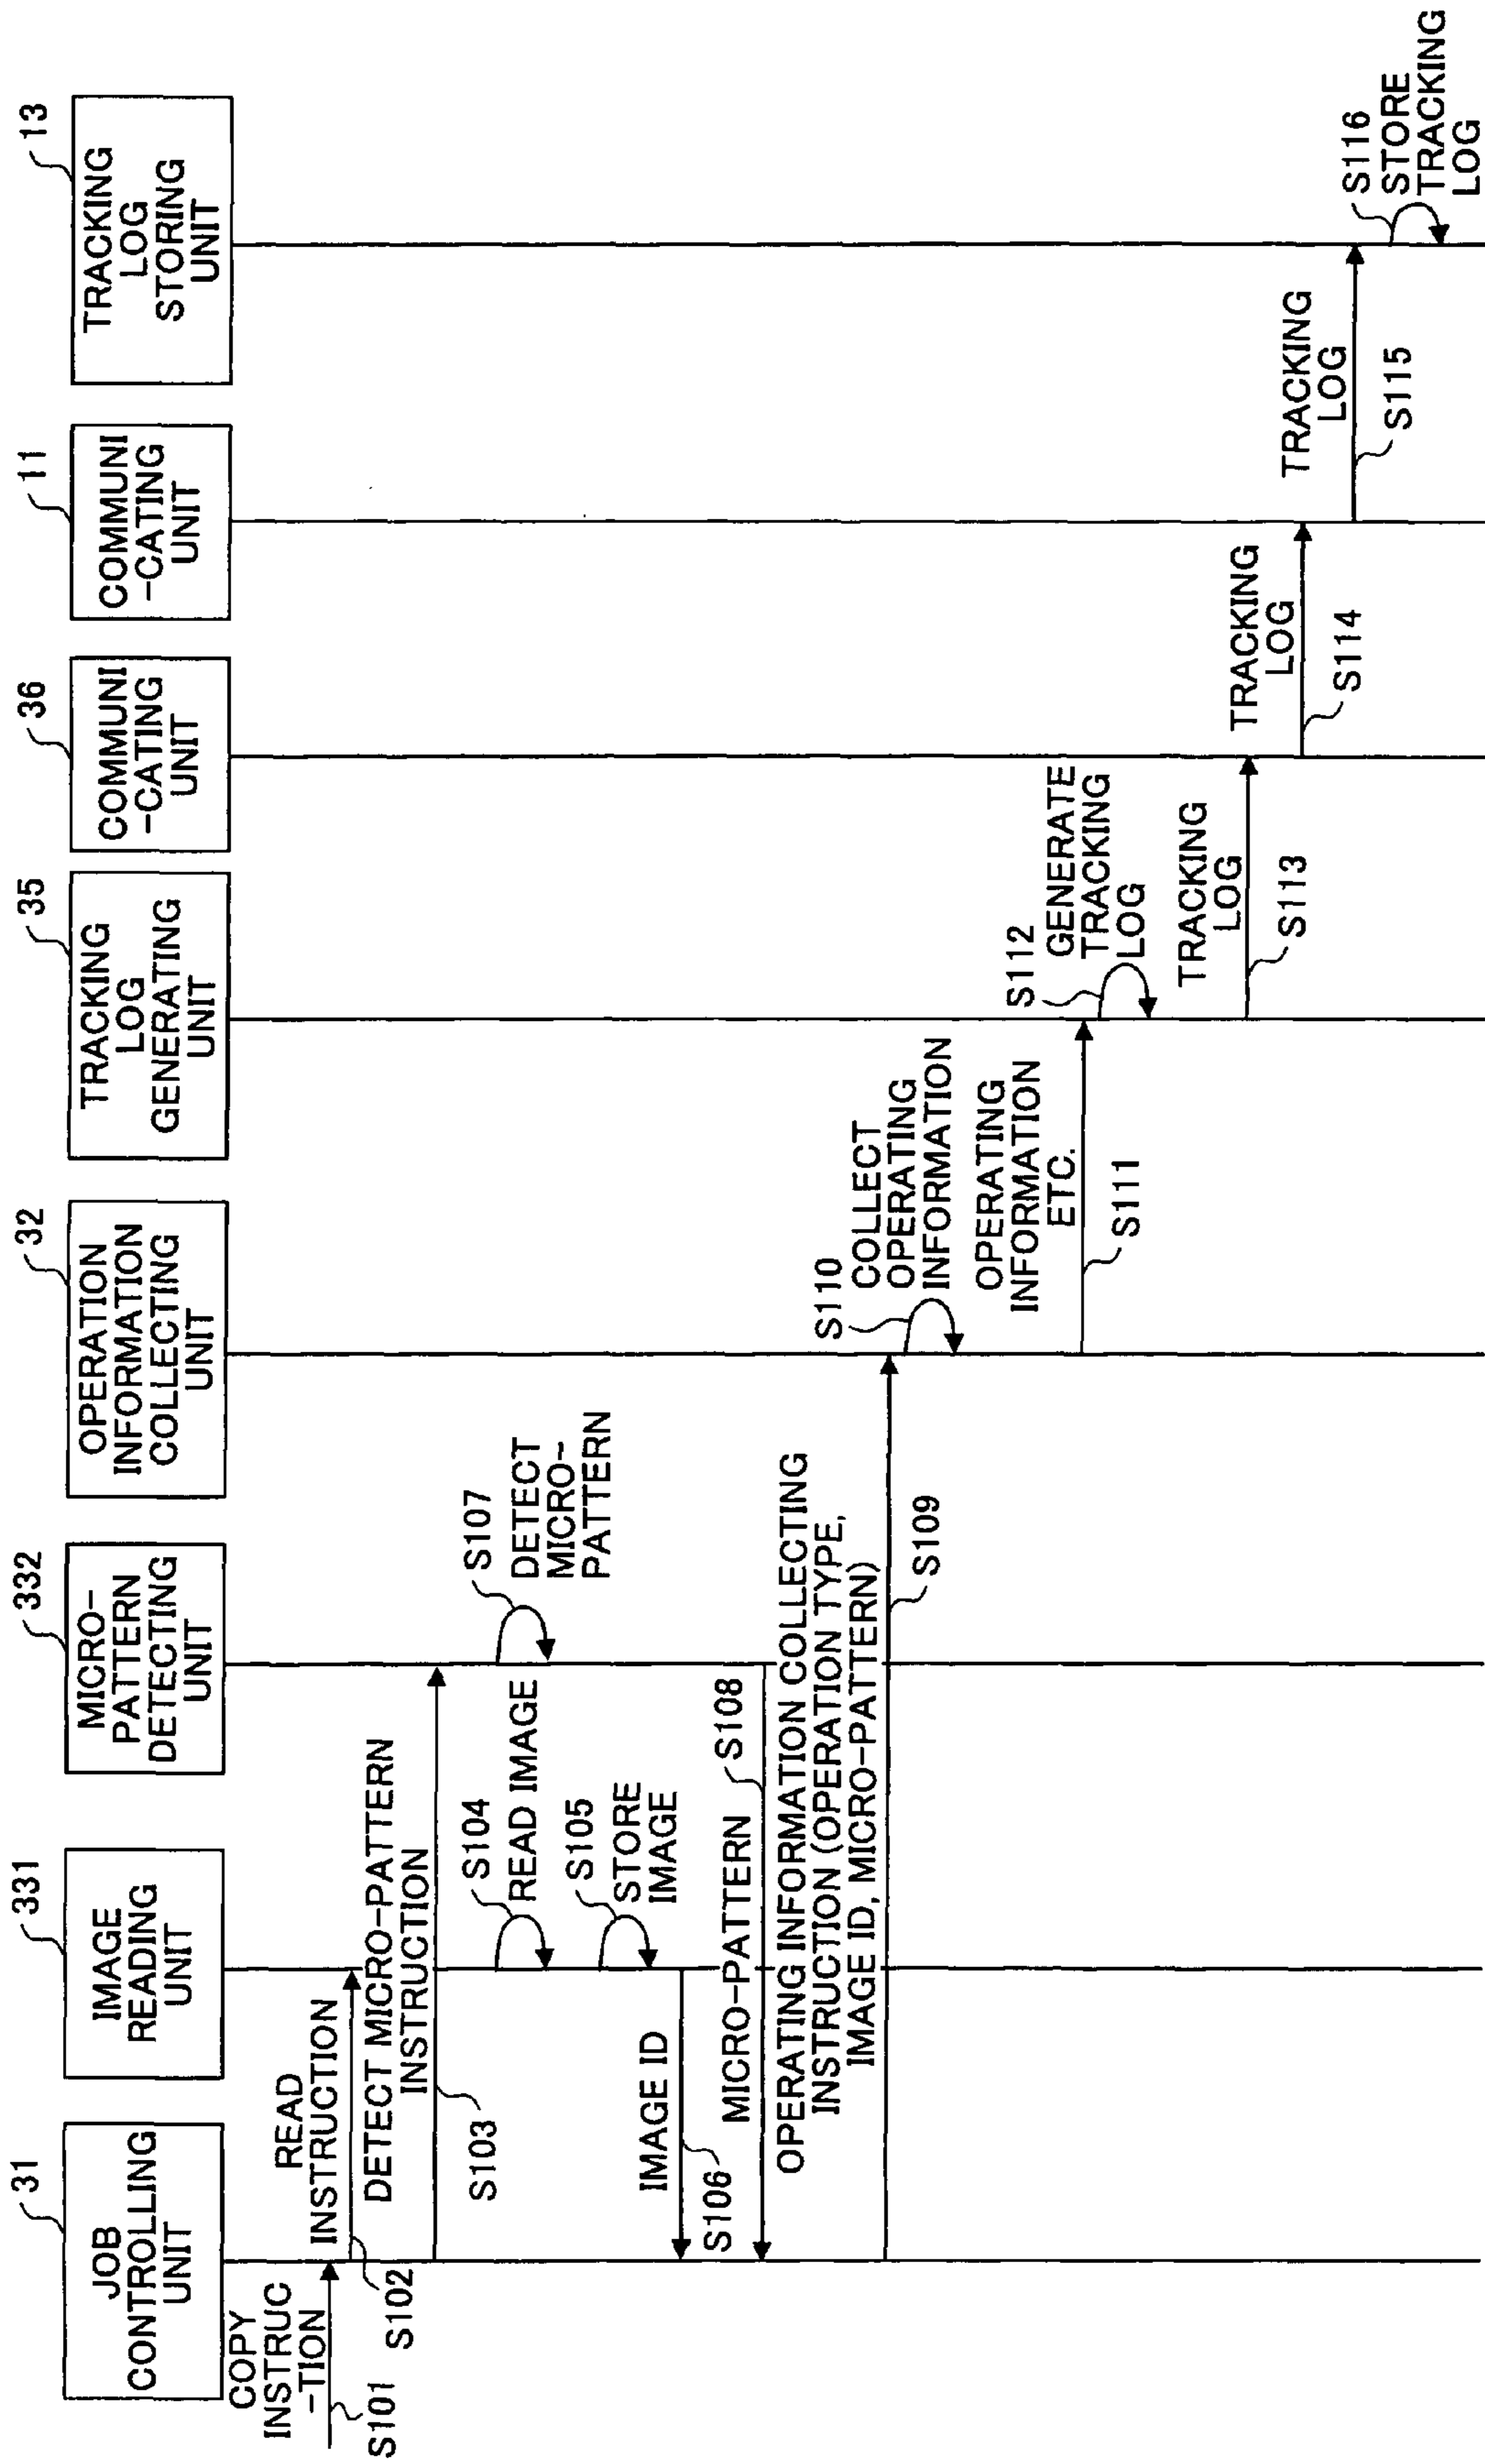 31
JOB
CONTROLLING
UNIT
331
IMAGE
READING
UNIT
332
MICRO-
PATTERN
DETECTING
UNIT
32
OPERATION
INFORMATION
COLLECTING
UNIT
35
TRACKING
LOG
GENERATING
UNIT
36
COMMUNI
-CATING
UNIT
11
COMMUNI
-CATING
UNIT
13
TRACKING
LOG
STORING
UNIT
COPY
INSTRUC
-TION
S101
READ
INSTRUCTION
S102
DETECT MICRO-PATTERN
INSTRUCTION
S103
S104
READ IMAGE
S105
STORE
IMAGE
IMAGE ID
S106
S107
DETECT
MICRO-
PATTERN
MICRO-PATTERN
S108
OPERATING INFORMATION COLLECTING
INSTRUCTION (OPERATION TYPE,
IMAGE ID, MICRO-PATTERN)
S109
S110
COLLECT
OPERATING
INFORMATION
OPERATING
INFORMATION
ETC.
S111
S112
GENERATE
TRACKING
LOG
TRACKING
LOG
S113
TRACKING
LOG
S114
TRACKING
LOG
S115
S116
STORE
TRACKING
LOG